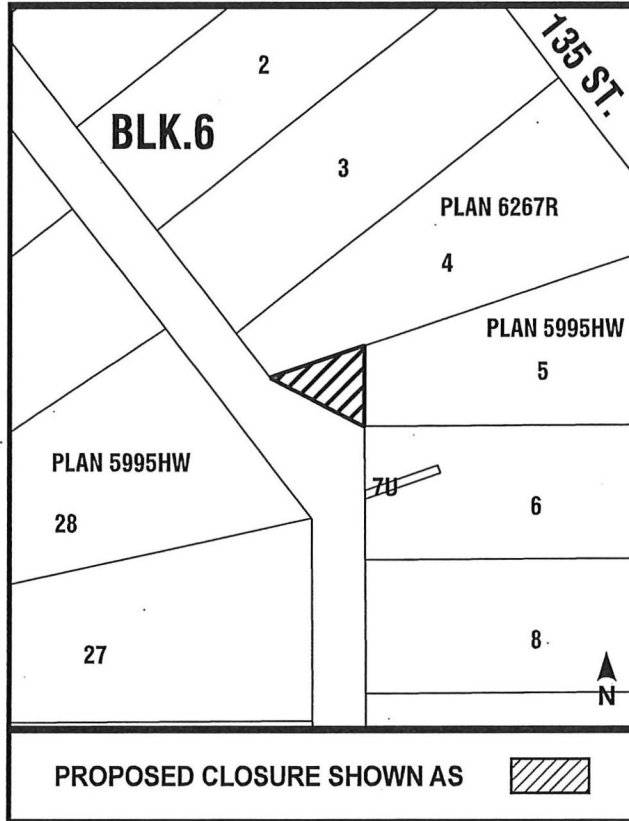 2
135 ST.
BLK.6
3
PLAN 6267R
4
PLAN 5995HW
5
PLAN 5995HW
7U
28
6
27
8
N
PROPOSED CLOSURE SHOWN AS